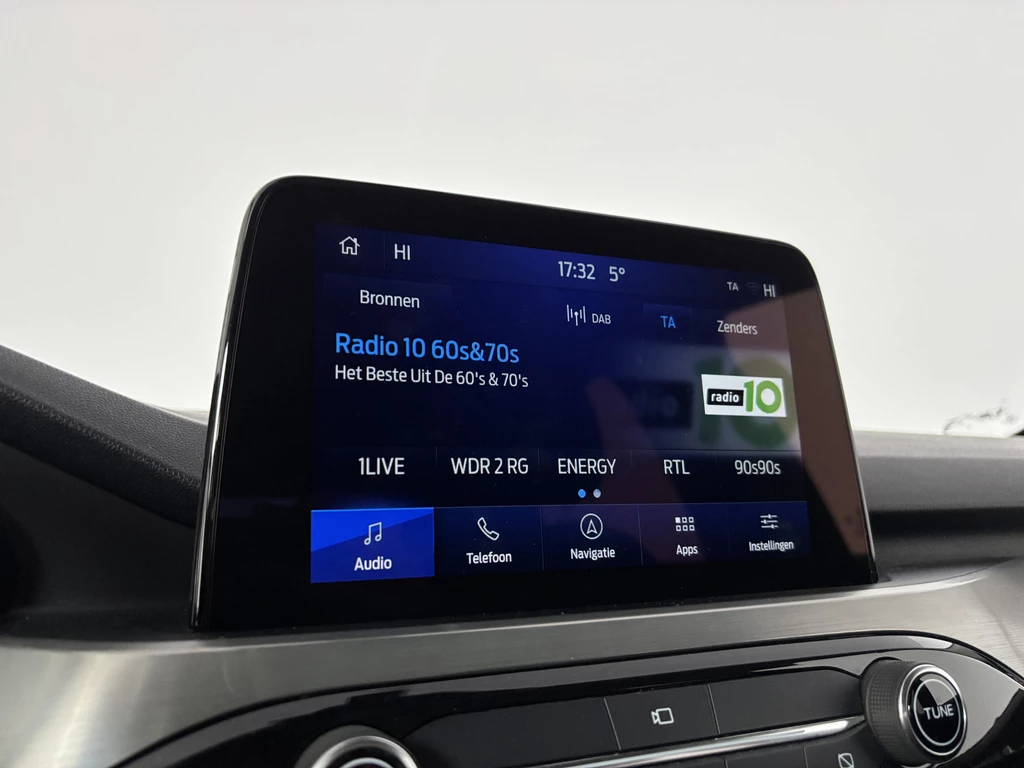 HI
17:32 5°
TA HI
Bronnen
DAB
TA
Zenders
Radio 10 60s&70s
Het Beste Uit De 60's & 70's
radio 10
1LIVE WDR 2 RG ENERGY RTL 90s90s
Audio Telefoon Navigatie Apps Instellingen
TUNE